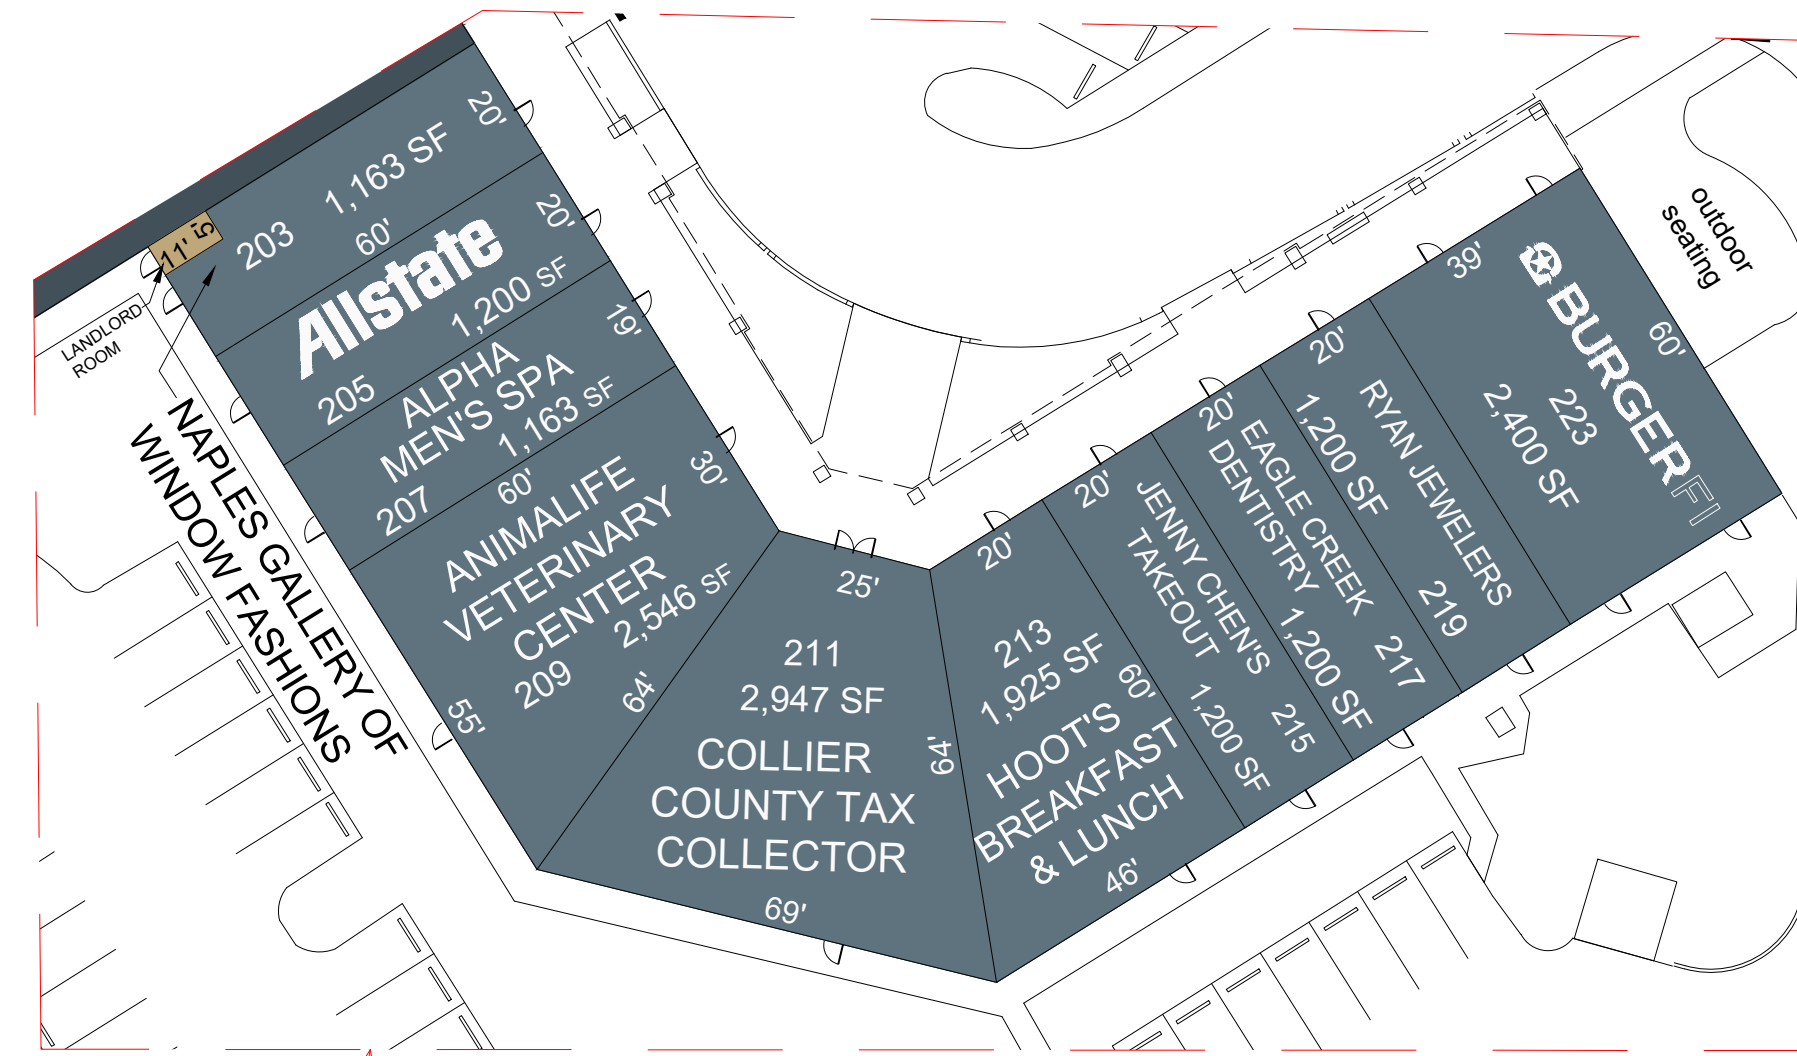 20'
1,163 SF
203
60'
11'
5'
LANDLORD
ROOM
NAPLES GALLERY OF
WINDOW FASHIONS
20'
Allstate
1,200 SF
205
19'
ALPHA
MEN'S SPA
1,163 SF
207
60'
30'
ANIMALIFE
VETERINARY
CENTER
2,546 SF
209
55'
64'
25'
211
2,947 SF
COLLIER
COUNTY TAX
COLLECTOR
69'
64'
20'
213
1,925 SF
HOOT'S
BREAKFAST
& LUNCH
46'
60'
20'
JENNY CHEN'S
TAKEOUT
215
1,200 SF
20'
EAGLE CREEK
DENTISTRY
217
1,200 SF
20'
RYAN JEWELERS
1,200 SF
219
39'
BURGERFI
223
2,400 SF
60'
outdoor
seating